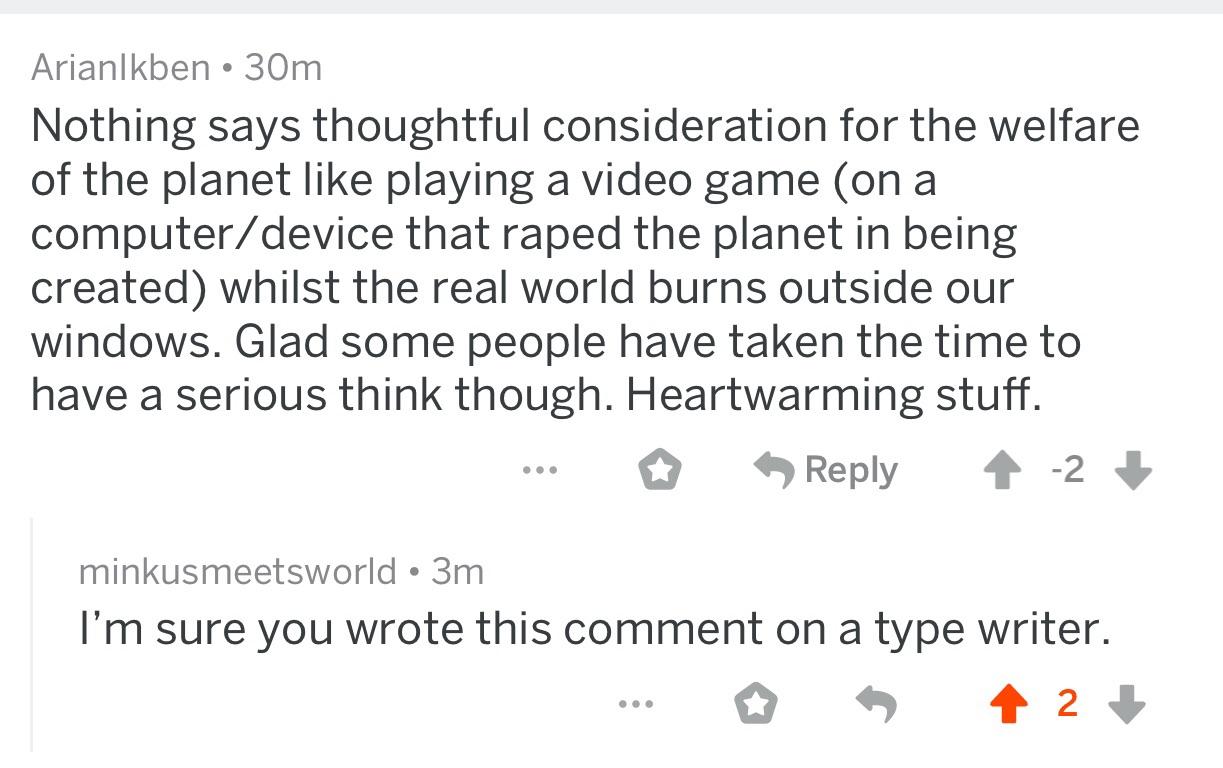 ArianIkben • 30m
Nothing says thoughtful consideration for the welfare
of the planet like playing a video game (on a
computer/device that raped the planet in being
created) whilst the real world burns outside our
windows. Glad some people have taken the time to
have a serious think though. Heartwarming stuff.
Reply -2
minkusmeetsworld • 3m
I'm sure you wrote this comment on a type writer.
2